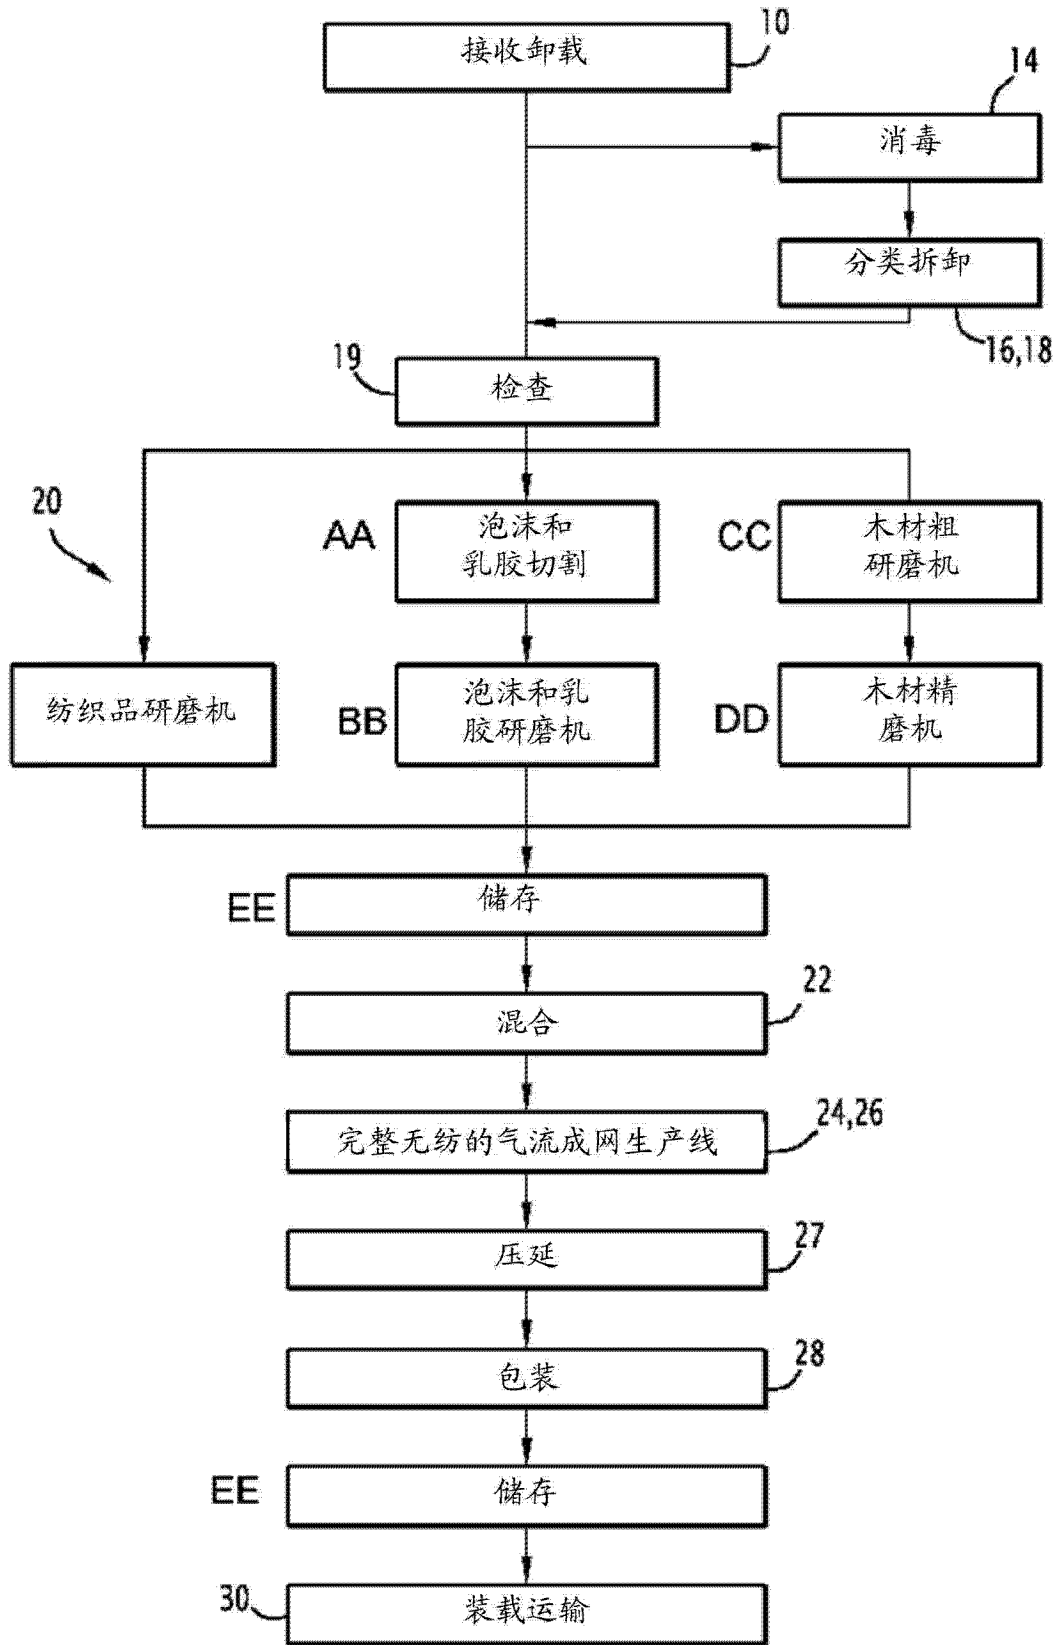 接收卸载
10
14
消毒
分类拆卸
16,18
19
检查
20
AA
泡沫和
乳胶切割
CC
木材粗
研磨机
纺织品研磨机
BB
泡沫和乳
胶研磨机
DD
木材精
磨机
EE
储存
22
混合
24,26
完整无纺的气流成网生产线
27
压延
28
包装
EE
储存
30
装载运输